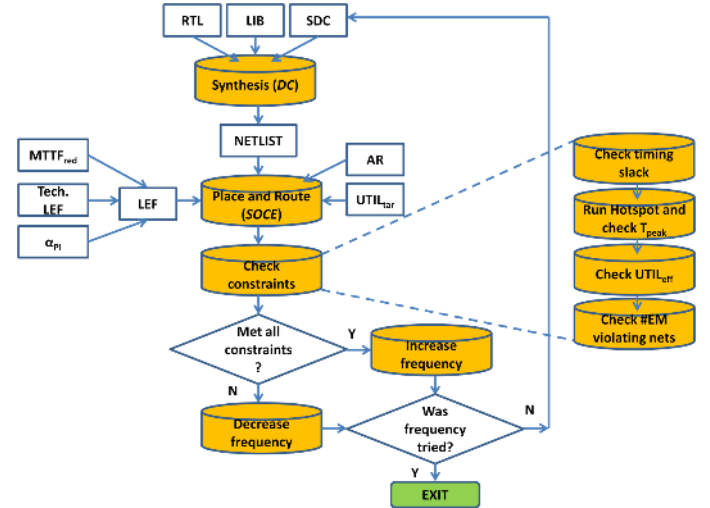 RTL
LIB
SDC
Synthesis (DC)
NETLIST
MTTFred
AR
Tech.
LEF
LEF
Place and Route
(SOCE)
UTILtar
αPI
Check
constraints
Check timing
slack
Run Hotspot and
check Tpeak
Check UTILeff
Check #EM
violating nets
Met all
constraints
?
Y
Increase
frequency
N
Decrease
frequency
Was
frequency
tried?
N
Y
EXIT